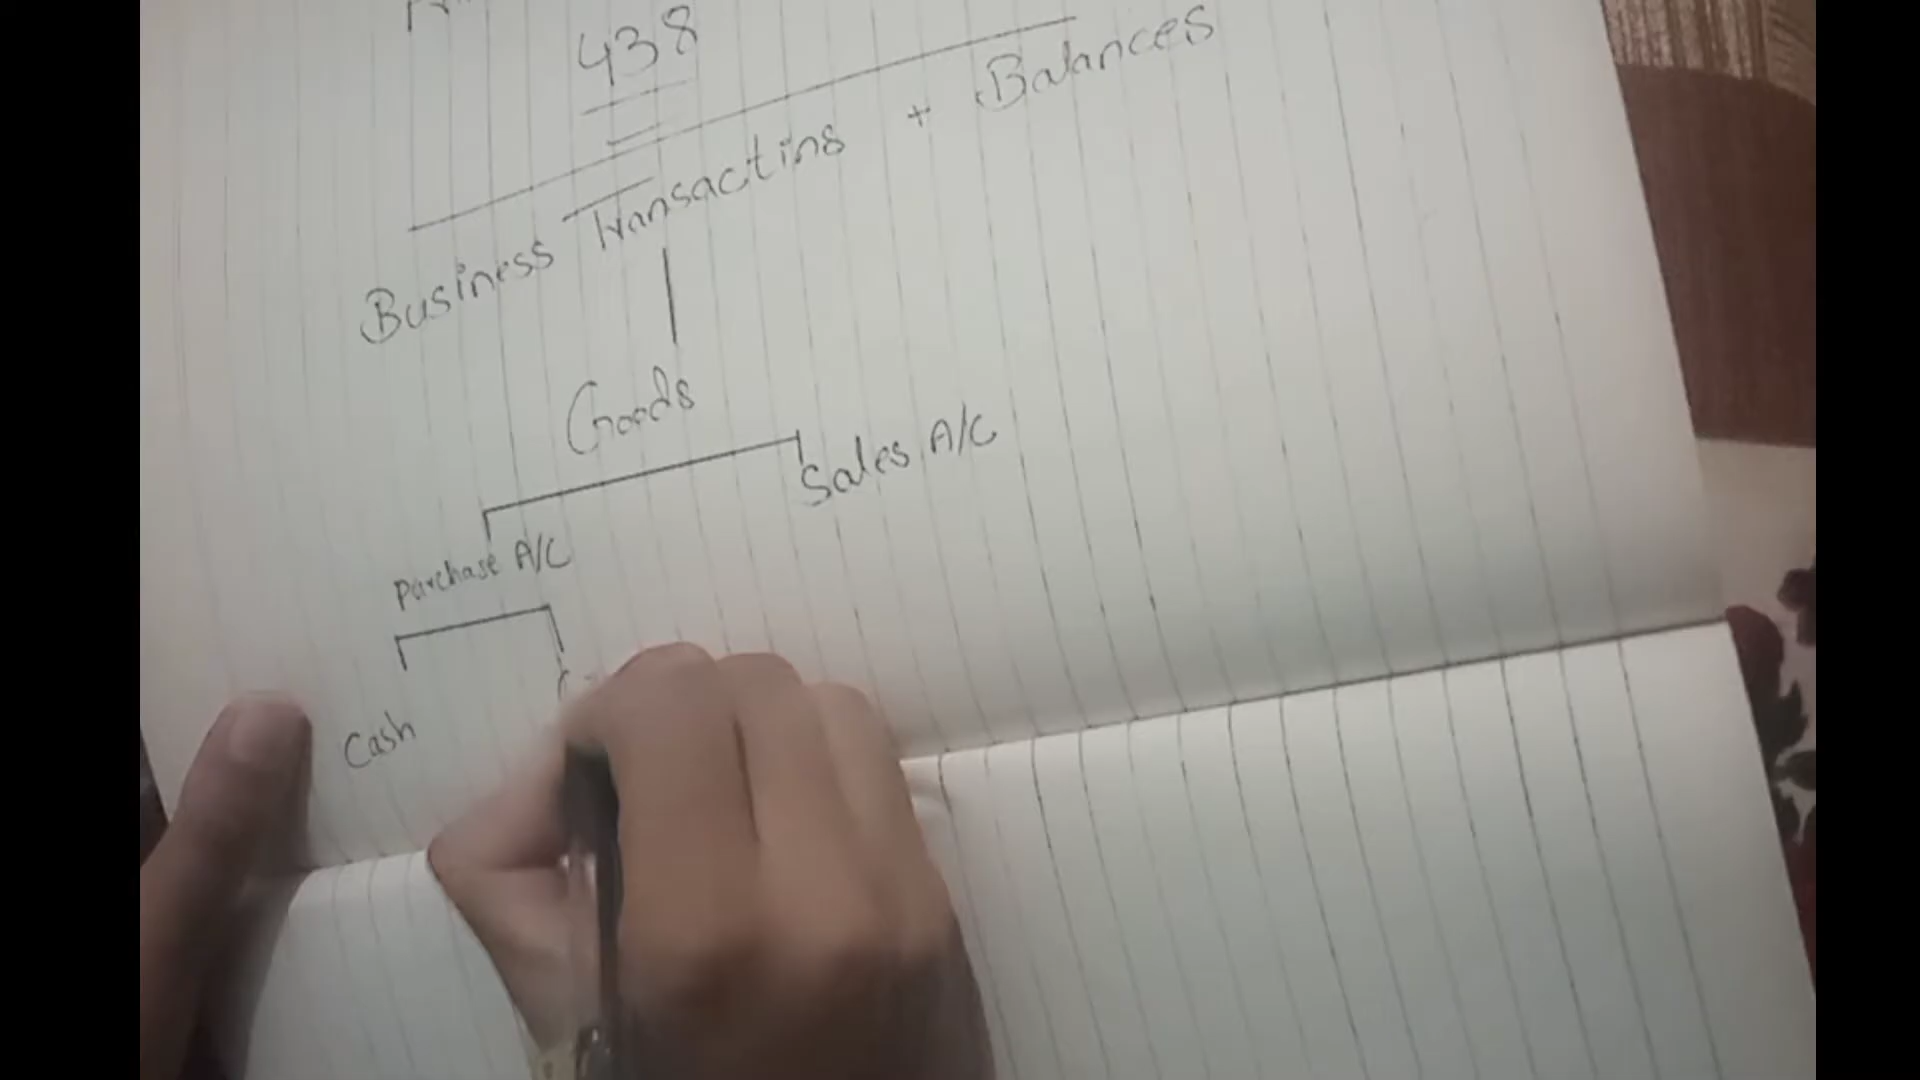 438
Business Transactins + Balances
Goods
Purchase A/C
Sales A/C
Cash